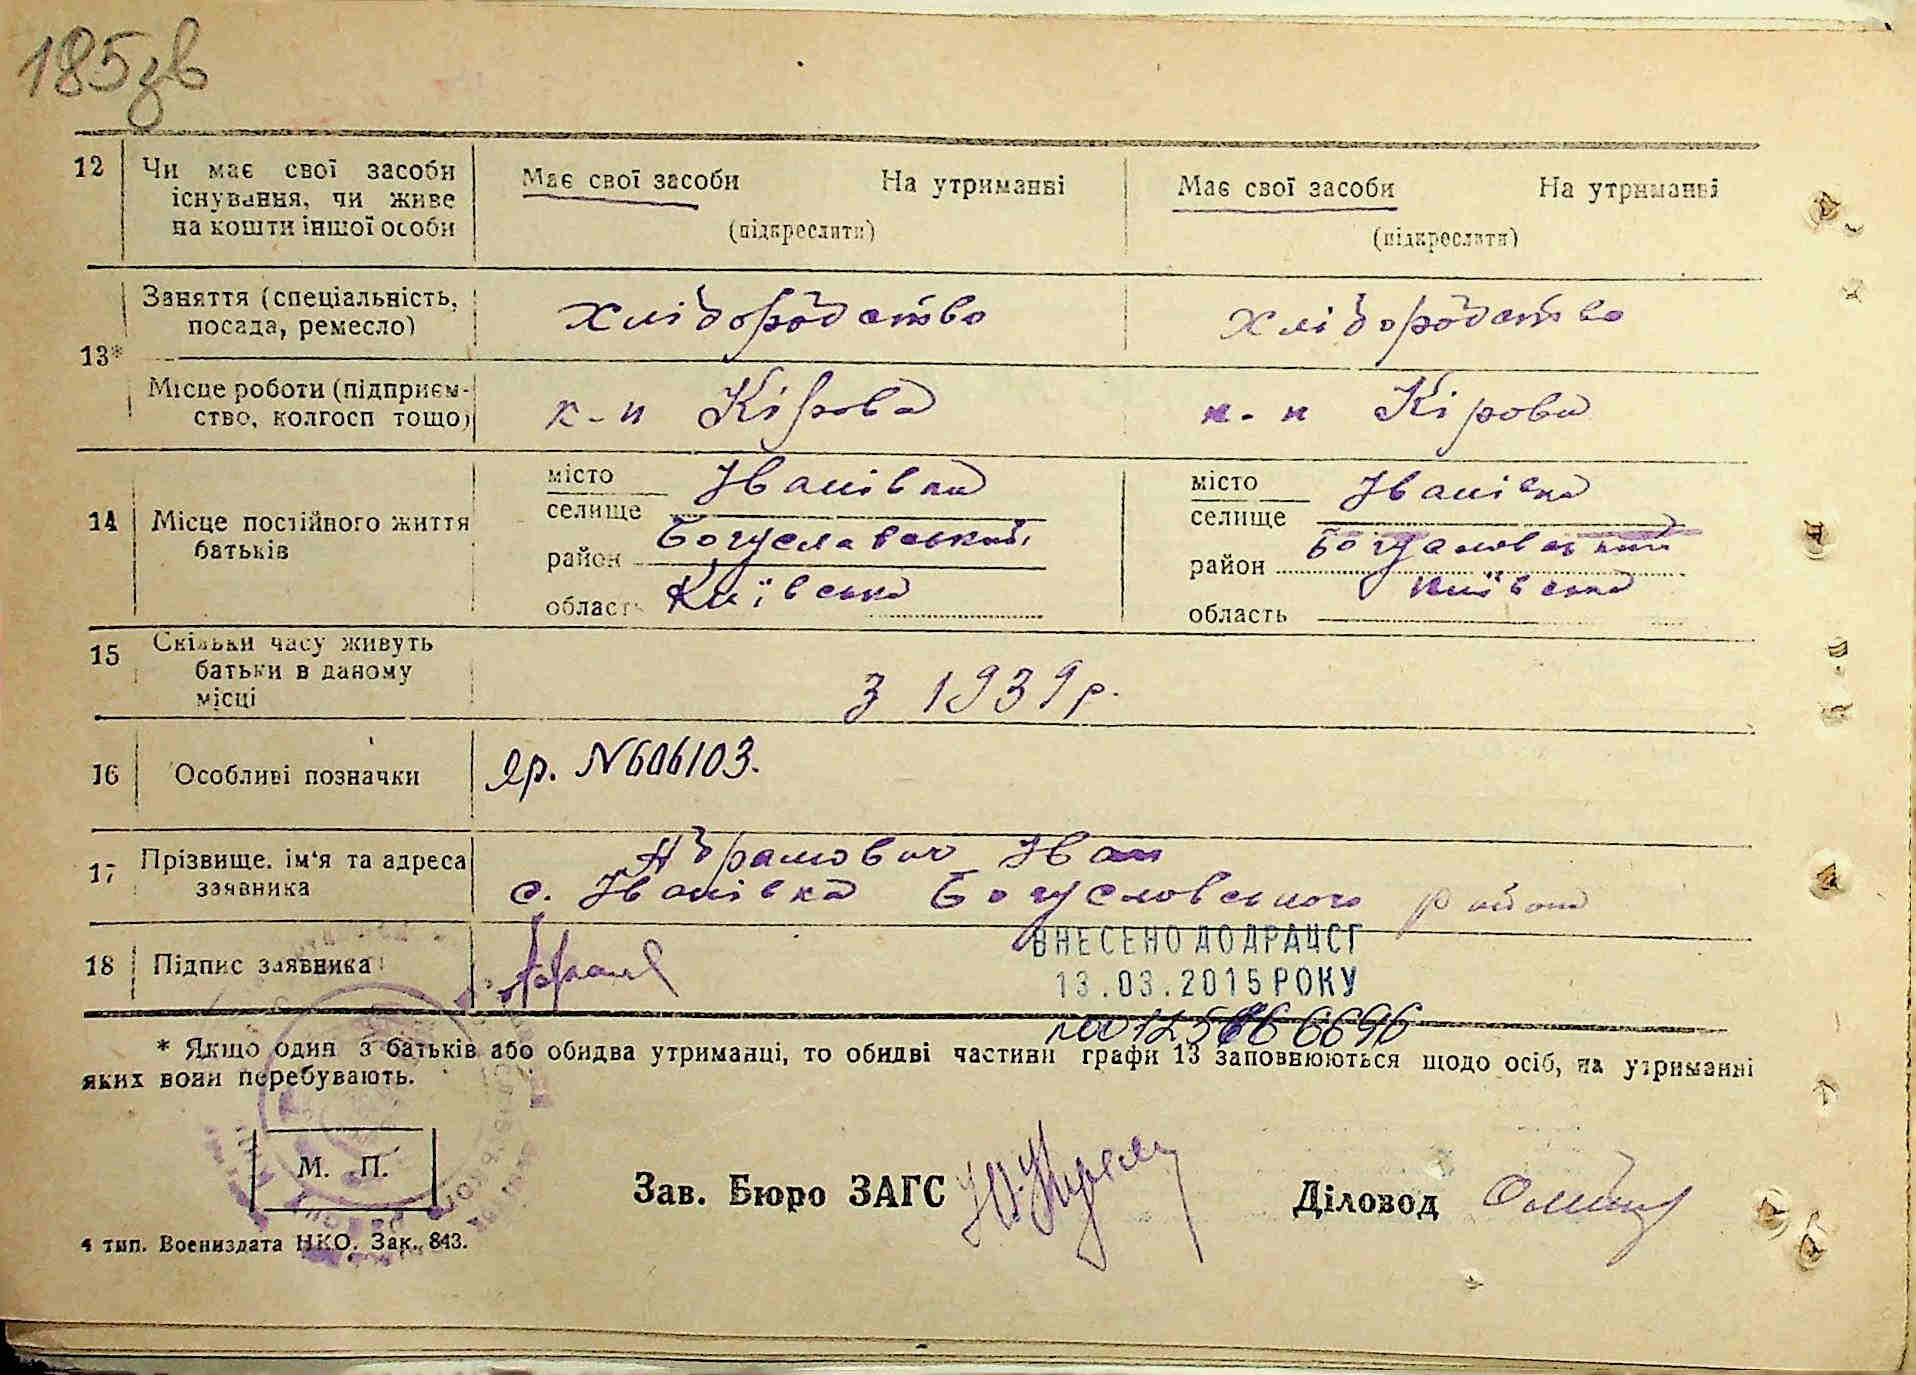 185зв
12 Чи має свої засоби існування, чи живе на кошти іншої особи
Має свої засоби На утриманні
(підкреслити)
Має свої засоби На утриманні
(підкреслити)
13*
Заняття (спеціальність, посада, ремесло)
хліборобство хліборобство
Місце роботи (підприємство, колгосп тощо)
к-п Кірова к-п Кірова
14 Місце постійного життя батьків
місто селище Іванівка
район Богуславський
область Київська
місто селище Іванівка
район Богуславський
область Київська
15 Скільки часу живуть батьки в даному місці
з 1939 р.
16 Особливі позначки
яр. N606103.
17 Прізвище, ім'я та адреса заявника
Абрамович Іван
с. Іванівка Богуславського району
18 Підпис заявника
ВНЕСЕНО ДО ДРАЦСГ
13.03.2015 РОКУ
* Якщо один з батьків або обидва утриманці, то обидві частини графи 13 заповнюються щодо осіб, на утриманні
яких вони перебувають.
М. П.
Зав. Бюро ЗАГС
Діловод
4 тип. Воениздата НКО. Зак. 843.